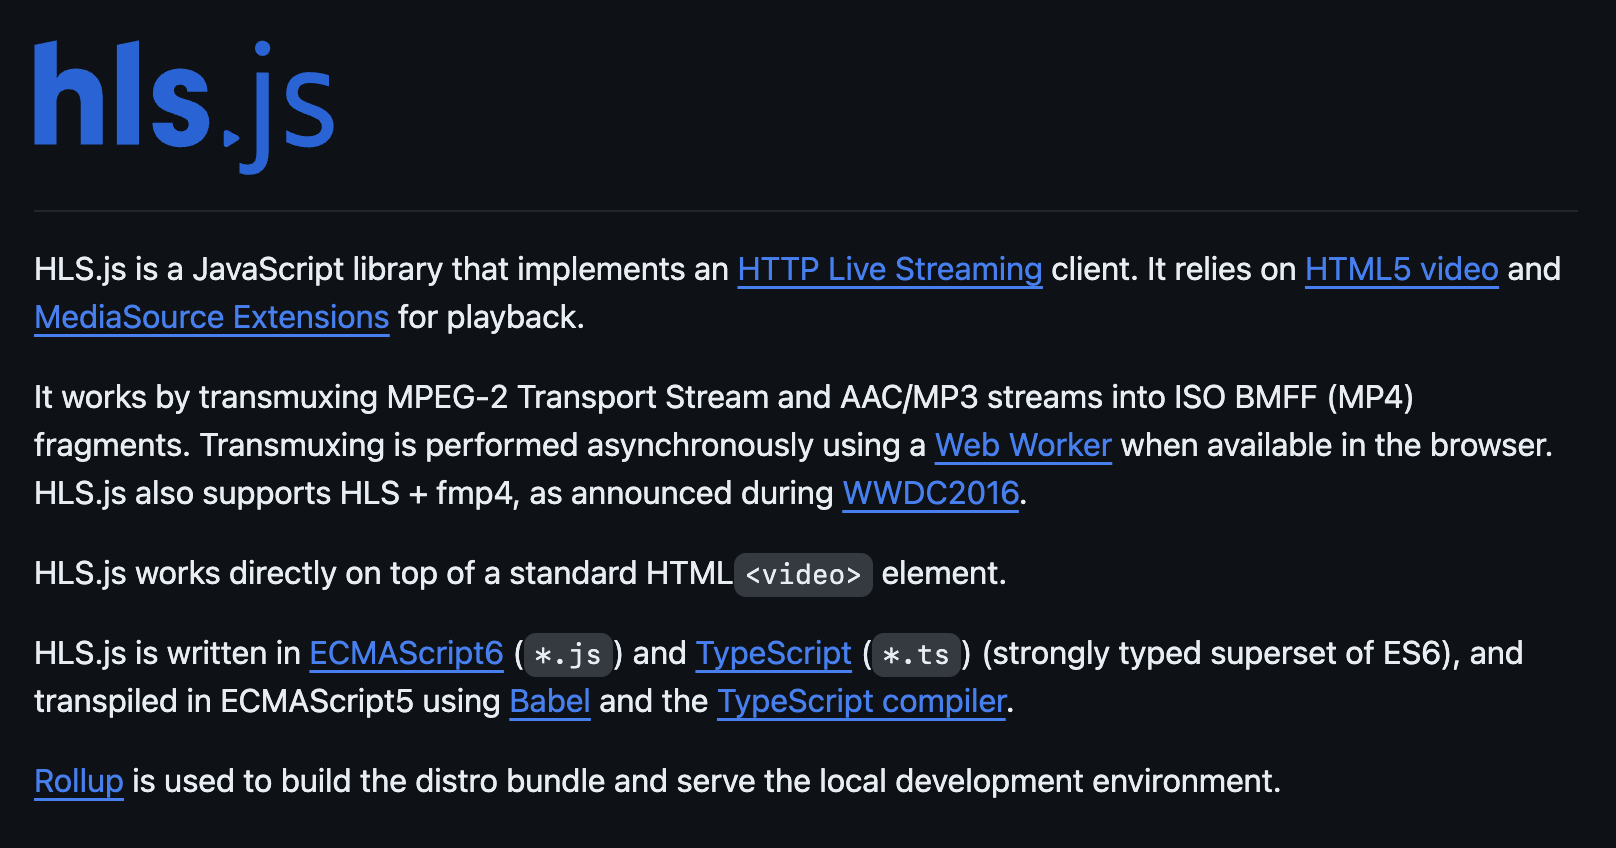 hls.js
HLS.js is a JavaScript library that implements an HTTP Live Streaming client. It relies on HTML5 video and
MediaSource Extensions for playback.
It works by transmuxing MPEG-2 Transport Stream and AAC/MP3 streams into ISO BMFF (MP4)
fragments. Transmuxing is performed asynchronously using a Web Worker when available in the browser.
HLS.js also supports HLS + fmp4, as announced during WWDC2016.
HLS.js works directly on top of a standard HTML <video> element.
HLS.js is written in ECMAScript6 (*.js) and TypeScript (*.ts) (strongly typed superset of ES6), and
transpiled in ECMAScript5 using Babel and the TypeScript compiler.
Rollup is used to build the distro bundle and serve the local development environment.